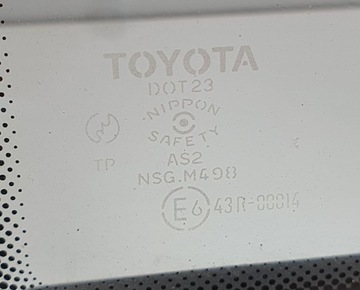 TOYOTA
DOT23
NIPPON
SAFETY
TP
AS2
NSG.M498
E6 43R-00014